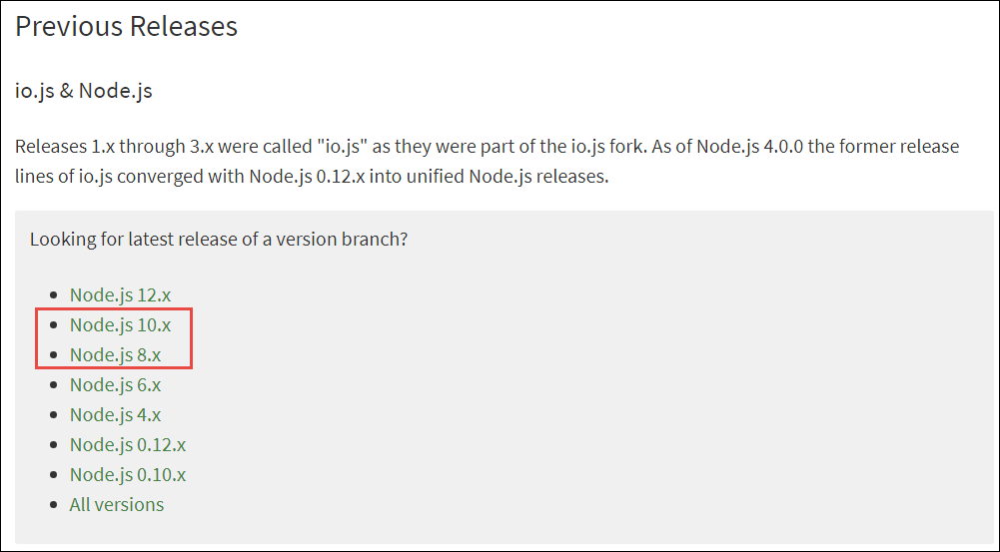 Previous Releases
io.js & Node.js
Releases 1.x through 3.x were called "io.js" as they were part of the io.js fork. As of Node.js 4.0.0 the former release
lines of io.js converged with Node.js 0.12.x into unified Node.js releases.
Looking for latest release of a version branch?
Node.js 12.x
Node.js 10.x
Node.js 8.x
Node.js 6.x
Node.js 4.x
Node.js 0.12.x
Node.js 0.10.x
All versions